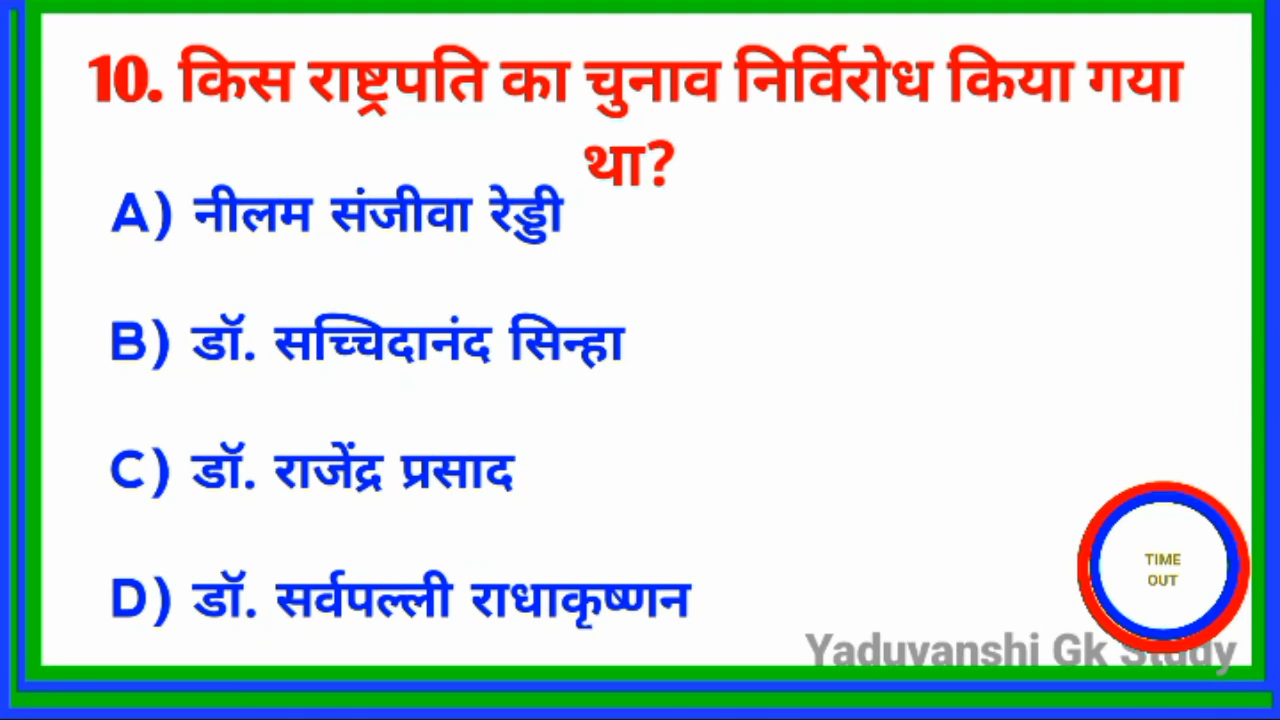 10. किस राष्ट्रपति का चुनाव निर्विरोध किया गया
था?
A) नीलम संजीवा रेड्डी
B) डॉ. सच्चिदानंद सिन्हा
C) डॉ. राजेंद्र प्रसाद
D) डॉ. सर्वपल्ली राधाकृष्णन
TIME
OUT
Yaduvanshi Gk Study